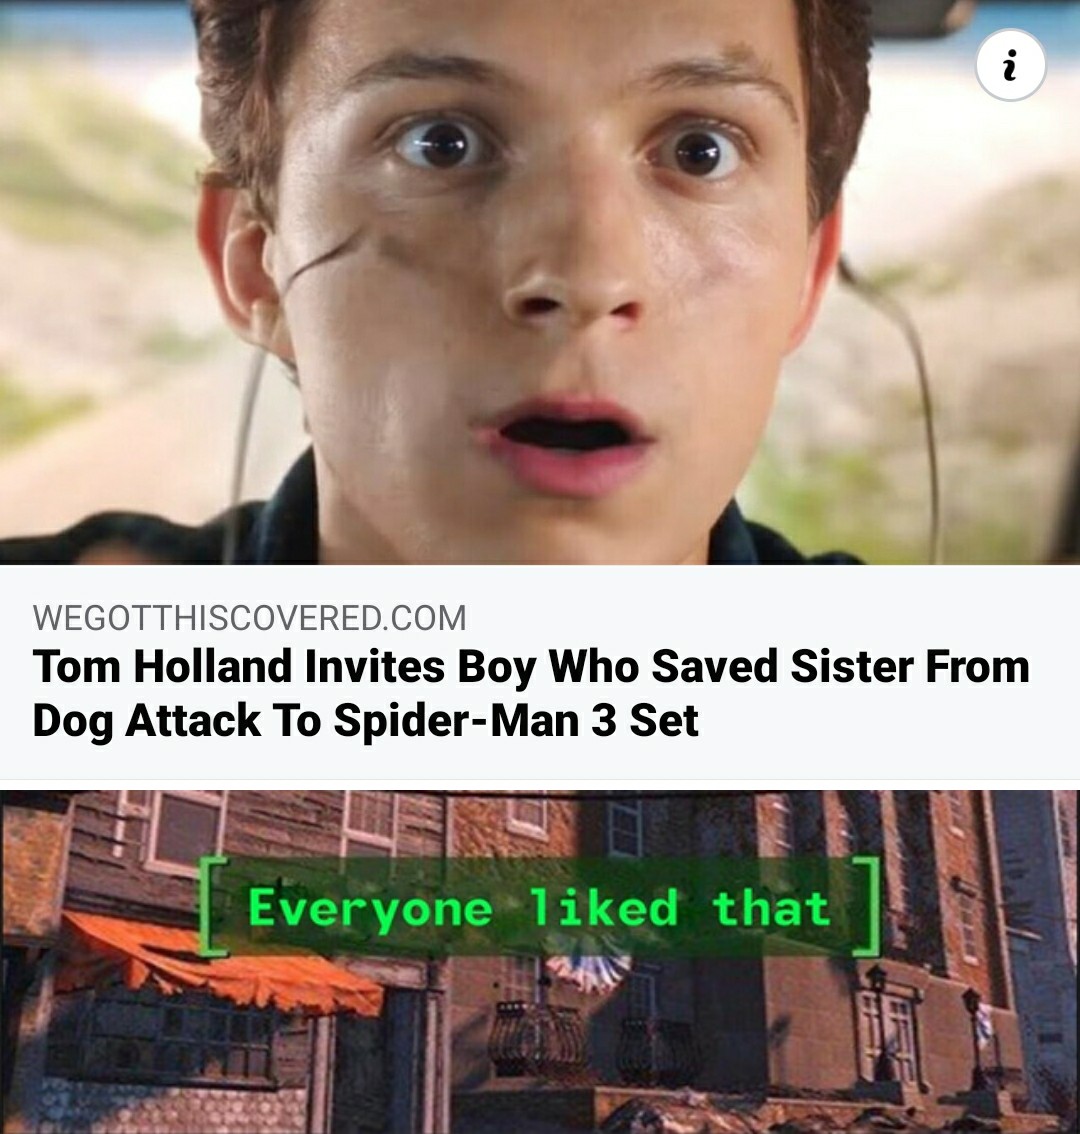 i
WEGOTTHISCOVERED.COM
Tom Holland Invites Boy Who Saved Sister From
Dog Attack To Spider-Man 3 Set
[ Everyone liked that ]